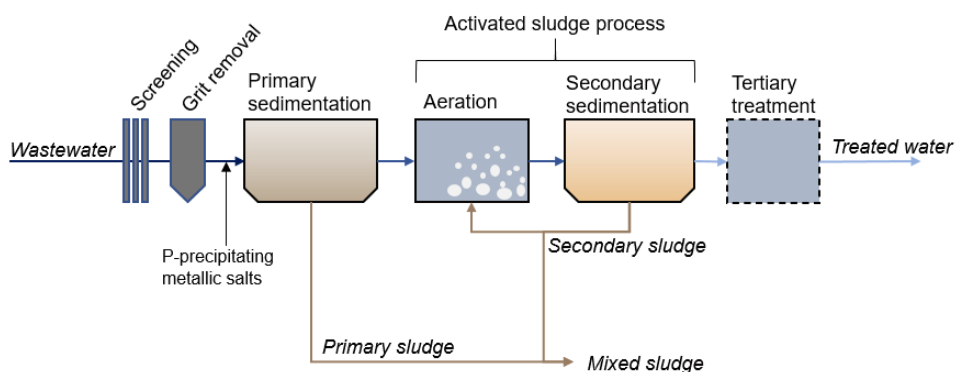 Activated sludge process
Screening
Grit removal
Primary
sedimentation
Aeration
Secondary
sedimentation
Tertiary
treatment
Wastewater
Treated water
P-precipitating
metallic salts
Secondary sludge
Primary sludge
Mixed sludge